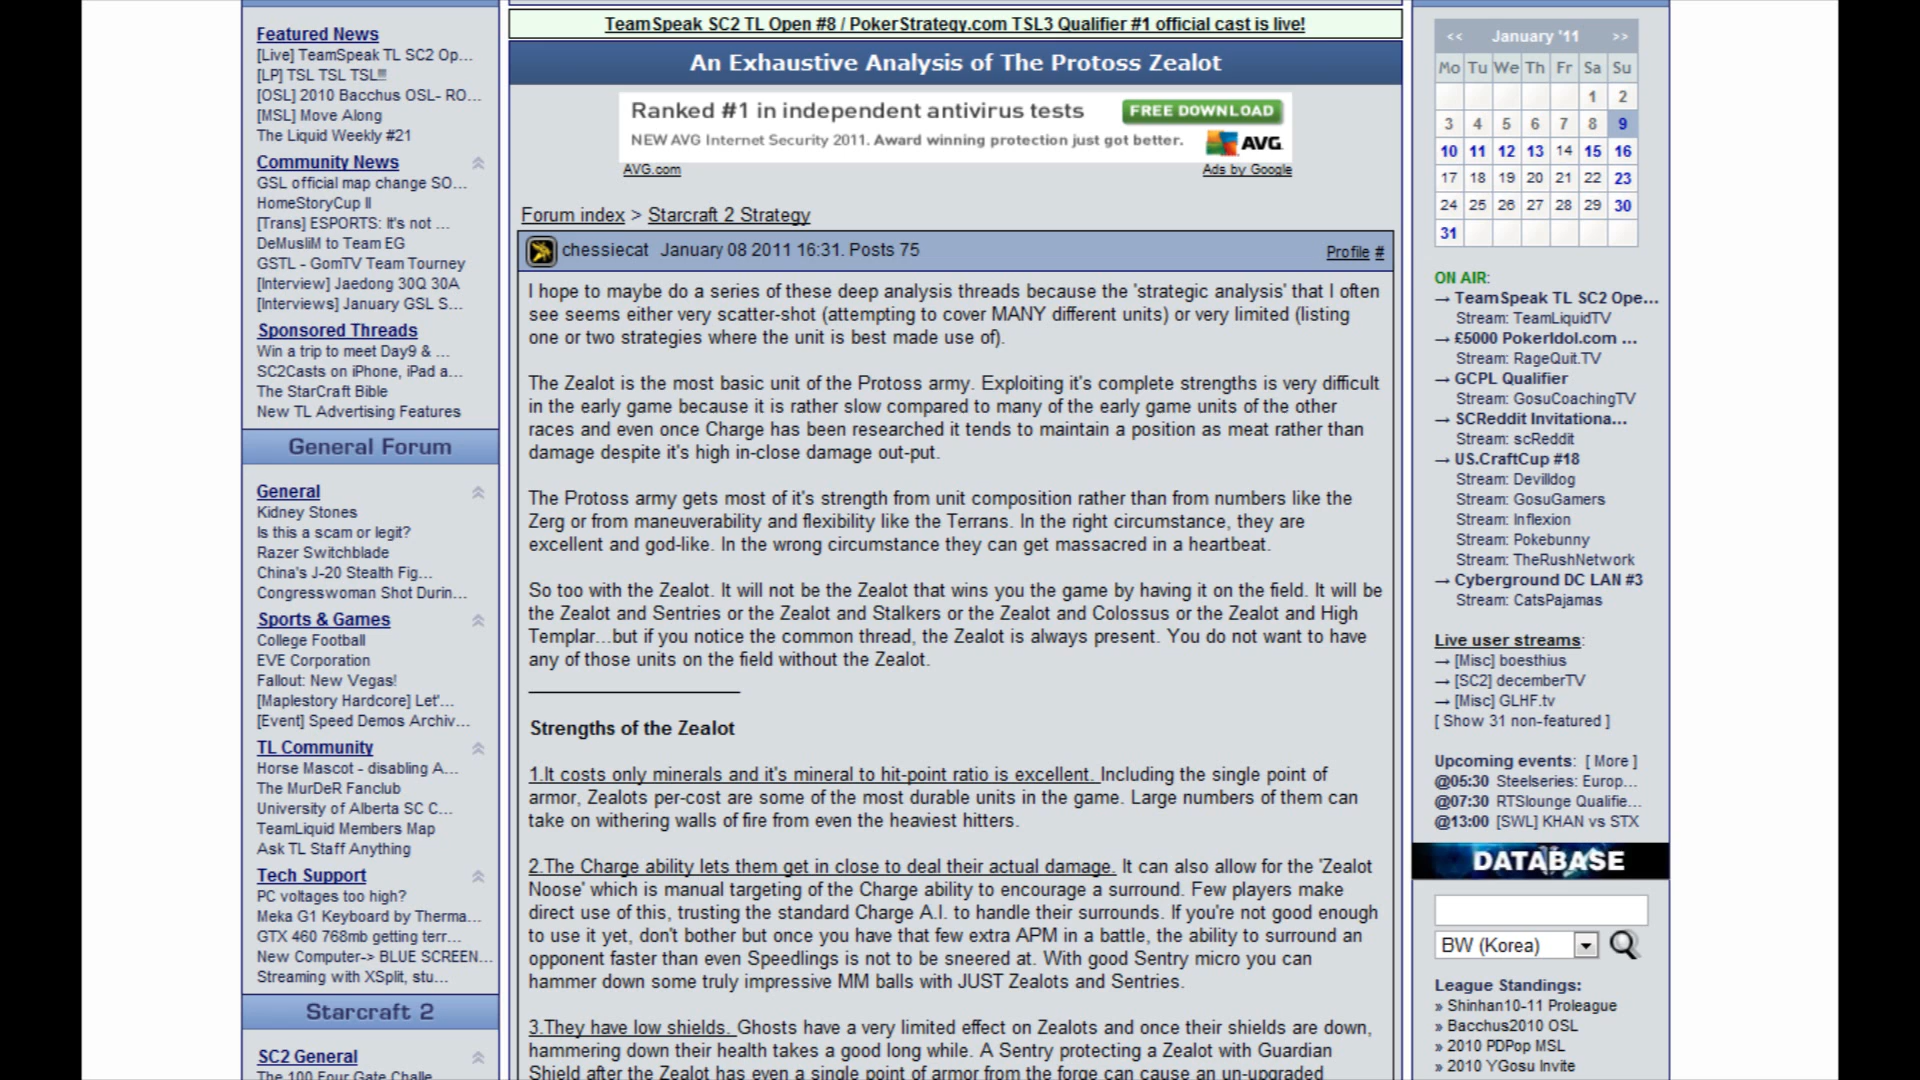 Featured News
[Live] TeamSpeak TL SC2 Op...
[LP] TSL TSL TSL!!!
[OSL] 2010 Bacchus OSL- RO...
[MSL] Move Along
The Liquid Weekly #21
Community News
GSL official map change SO...
HomeStoryCup II
[Trans] ESPORTS: It's not ...
DeMusliM to Team EG
GSTL - GomTV Team Tourney
[Interview] Jaedong 30Q 30A
[Interviews] January GSL S...
Sponsored Threads
Win a trip to meet Day9 & ...
SC2Casts on iPhone, iPad a...
The StarCraft Bible
New TL Advertising Features
General Forum
General
Kidney Stones
Is this a scam or legit?
Razer Switchblade
China's J-20 Stealth Fig...
Congresswoman Shot Durin...
Sports & Games
College Football
EVE Corporation
Fallout: New Vegas!
[Maplestory Hardcore] Let'...
[Event] Speed Demos Archiv...
TL Community
Horse Mascot - disabling A...
The MurDeR Fanclub
University of Alberta SC C...
TeamLiquid Members Map
Ask TL Staff Anything
Tech Support
PC voltages too high?
Meka G1 Keyboard by Therma...
GTX 460 768mb getting terr...
New Computer-> BLUE SCREEN...
Streaming with XSplit, stu...
Starcraft 2
SC2 General
The 100 Four Gate Challe
TeamSpeak SC2 TL Open #8 / PokerStrategy.com TSL3 Qualifier #1 official cast is live!
An Exhaustive Analysis of The Protoss Zealot
Ranked #1 in independent antivirus tests FREE DOWNLOAD
NEW AVG Internet Security 2011. Award winning protection just got better. AVG
AVG.com Ads by Google
Forum index > Starcraft 2 Strategy
chessiecat January 08 2011 16:31. Posts 75 Profile #
I hope to maybe do a series of these deep analysis threads because the 'strategic analysis' that I often
see seems either very scatter-shot (attempting to cover MANY different units) or very limited (listing
one or two strategies where the unit is best made use of).
The Zealot is the most basic unit of the Protoss army. Exploiting it's complete strengths is very difficult
in the early game because it is rather slow compared to many of the early game units of the other
races and even once Charge has been researched it tends to maintain a position as meat rather than
damage despite it's high in-close damage out-put.
The Protoss army gets most of it's strength from unit composition rather than from numbers like the
Zerg or from maneuverability and flexibility like the Terrans. In the right circumstance, they are
excellent and god-like. In the wrong circumstance they can get massacred in a heartbeat.
So too with the Zealot. It will not be the Zealot that wins you the game by having it on the field. It will be
the Zealot and Sentries or the Zealot and Stalkers or the Zealot and Colossus or the Zealot and High
Templar...but if you notice the common thread, the Zealot is always present. You do not want to have
any of those units on the field without the Zealot.
Strengths of the Zealot
1.It costs only minerals and it's mineral to hit-point ratio is excellent. Including the single point of
armor, Zealots per-cost are some of the most durable units in the game. Large numbers of them can
take on withering walls of fire from even the heaviest hitters.
2.The Charge ability lets them get in close to deal their actual damage. It can also allow for the 'Zealot
Noose' which is manual targeting of the Charge ability to encourage a surround. Few players make
direct use of this, trusting the standard Charge A.I. to handle their surrounds. If you're not good enough
to use it yet, don't bother but once you have that few extra APM in a battle, the ability to surround an
opponent faster than even Speedlings is not to be sneered at. With good Sentry micro you can
hammer down some truly impressive MM balls with JUST Zealots and Sentries.
3.They have low shields. Ghosts have a very limited effect on Zealots and once their shields are down,
hammering down their health takes a good long while. A Sentry protecting a Zealot with Guardian
Shield after the Zealot has even a single point of armor from the forge can cause an un-upgraded
<< January '11 >>
Mo Tu We Th Fr Sa Su
1 2
3 4 5 6 7 8 9
10 11 12 13 14 15 16
17 18 19 20 21 22 23
24 25 26 27 28 29 30
31
ON AIR:
→ TeamSpeak TL SC2 Ope...
Stream: TeamLiquidTV
→ £5000 PokerIdol.com ...
Stream: RageQuit.TV
→ GCPL Qualifier
Stream: GosuCoachingTV
→ SCReddit Invitationa...
Stream: scReddit
→ US.CraftCup #18
Stream: Devilldog
Stream: GosuGamers
Stream: Inflexion
Stream: Pokebunny
Stream: TheRushNetwork
→ Cyberground DC LAN #3
Stream: CatsPajamas
Live user streams:
→ [Misc] boesthius
→ [SC2] decemberTV
→ [Misc] GLHF.tv
[ Show 31 non-featured ]
Upcoming events: [ More ]
@05:30 Steelseries: Europ...
@07:30 RTSlounge Qualifie...
@13:00 [SWL] KHAN vs STX
DATABASE
BW (Korea)
League Standings:
» Shinhan10-11 Proleague
» Bacchus2010 OSL
» 2010 PDPop MSL
» 2010 YGosu Invite